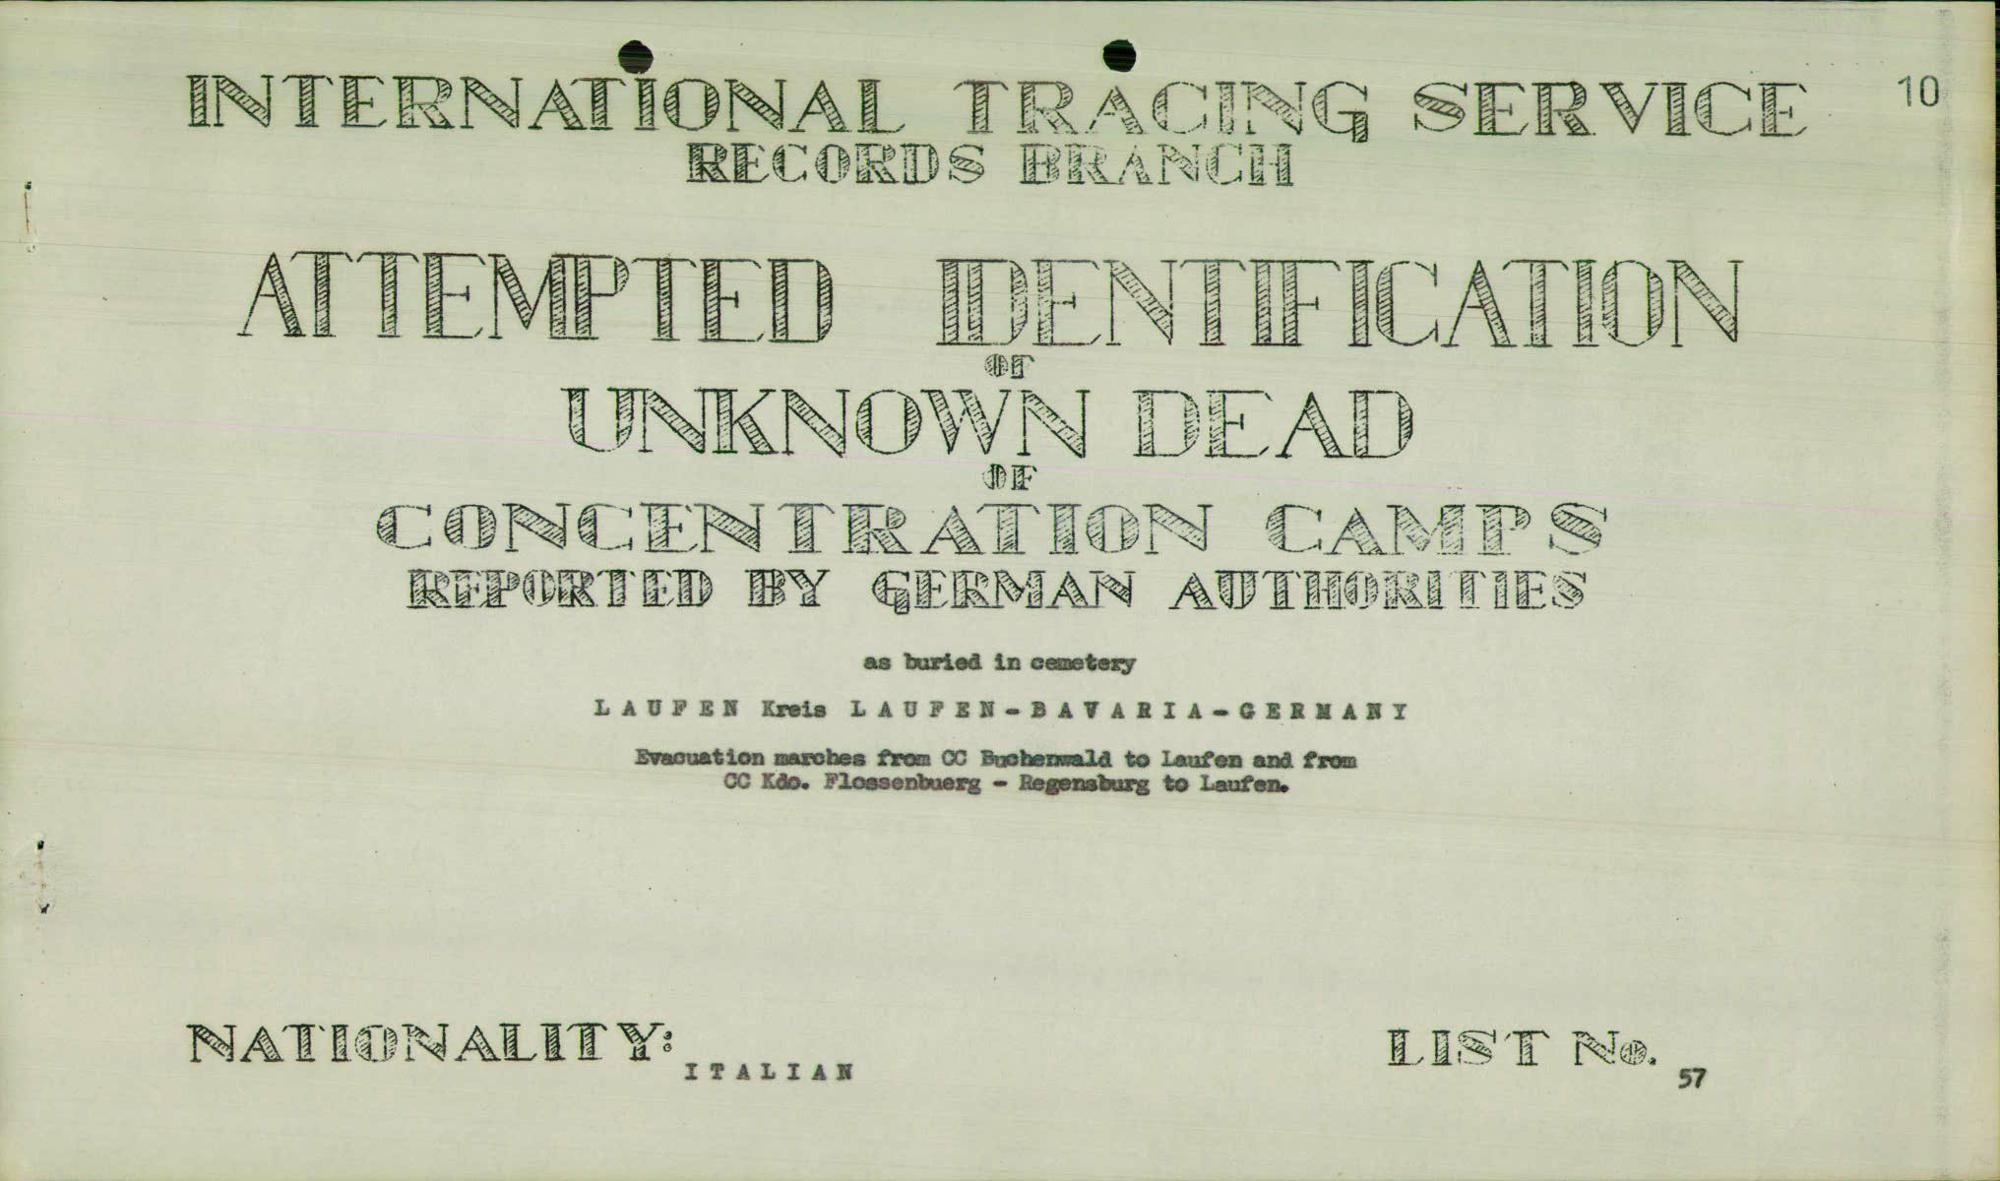 INTERNATIONAL TRACING SERVICE 10
RECORDS BRANCH
ATTEMPTED IDENTIFICATION
OF
UNKNOWN DEAD
OF
CONCENTRATION CAMPS
REPORTED BY GERMAN AUTHORITIES
as buried in cemetery
LAUFEN Kreis LAUFEN-BAVARIA-GERMANY
Evacuation marches from CC Buchenwald to Laufen and from
CC Kdo. Flossenbuerg - Regensburg to Laufen.
NATIONALITY: ITALIAN
LIST No. 57